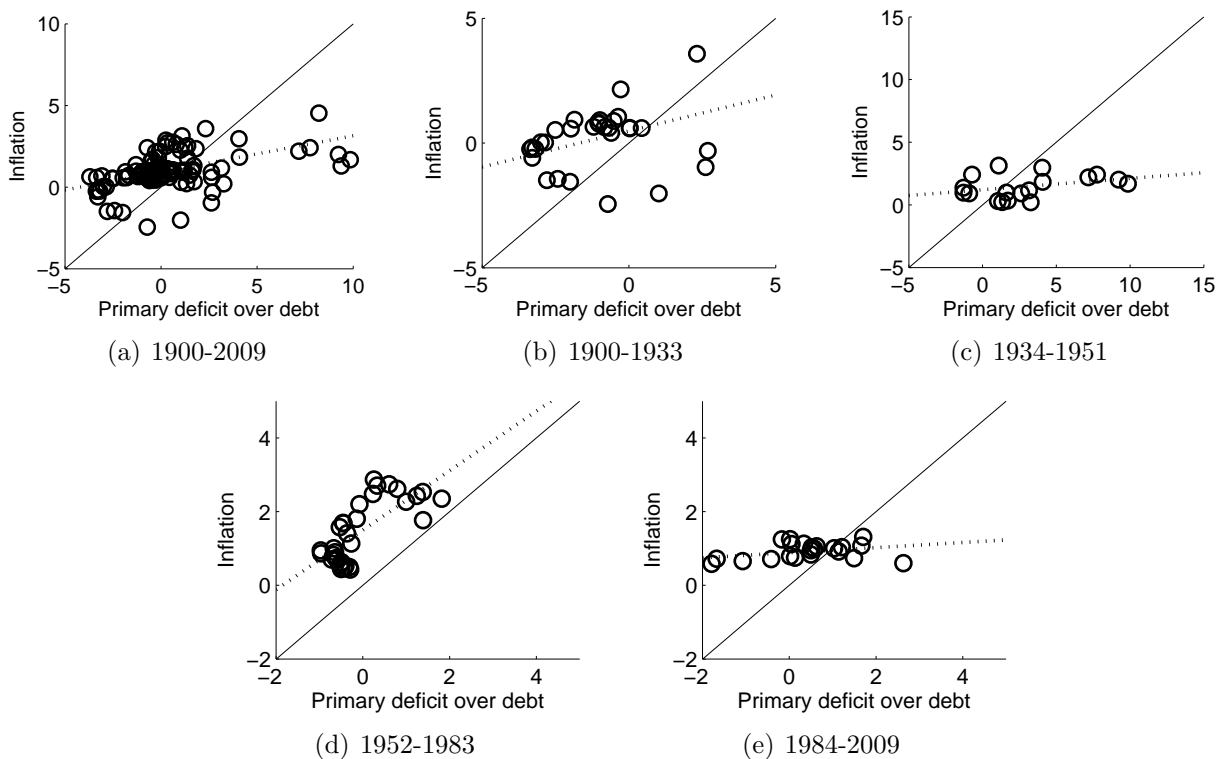 10
5
0
−5
−5
0
5
10
Inflation
Primary deficit over debt
(a) 1900-2009
5
0
−5
−5
0
5
Inflation
Primary deficit over debt
(b) 1900-1933
15
10
5
0
−5
−5
0
5
10
15
Inflation
Primary deficit over debt
(c) 1934-1951
4
2
0
−2
−2
0
2
4
Inflation
Primary deficit over debt
(d) 1952-1983
4
2
0
−2
−2
0
2
4
Inflation
Primary deficit over debt
(e) 1984-2009